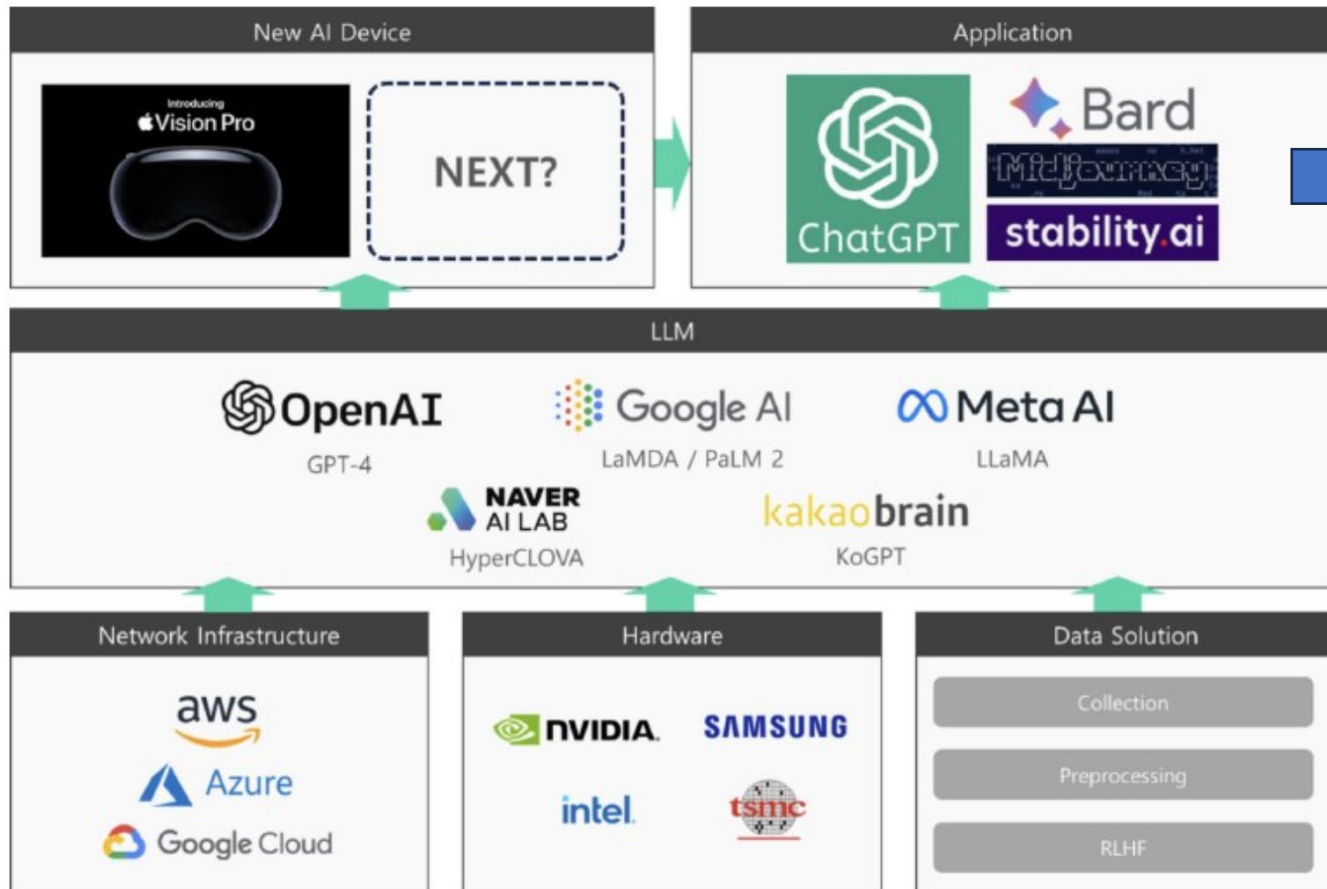 New AI Device
Introducing
Vision Pro
NEXT?
Application
ChatGPT
Bard
Midjourney
stability.ai
LLM
OpenAI
GPT-4
Google AI
LaMDA / PaLM 2
Meta AI
LLaMA
NAVER
AI LAB
HyperCLOVA
kakaobrain
KoGPT
Network Infrastructure
aws
Azure
Google Cloud
Hardware
NVIDIA.
SAMSUNG
intel.
tsmc
Data Solution
Collection
Preprocessing
RLHF